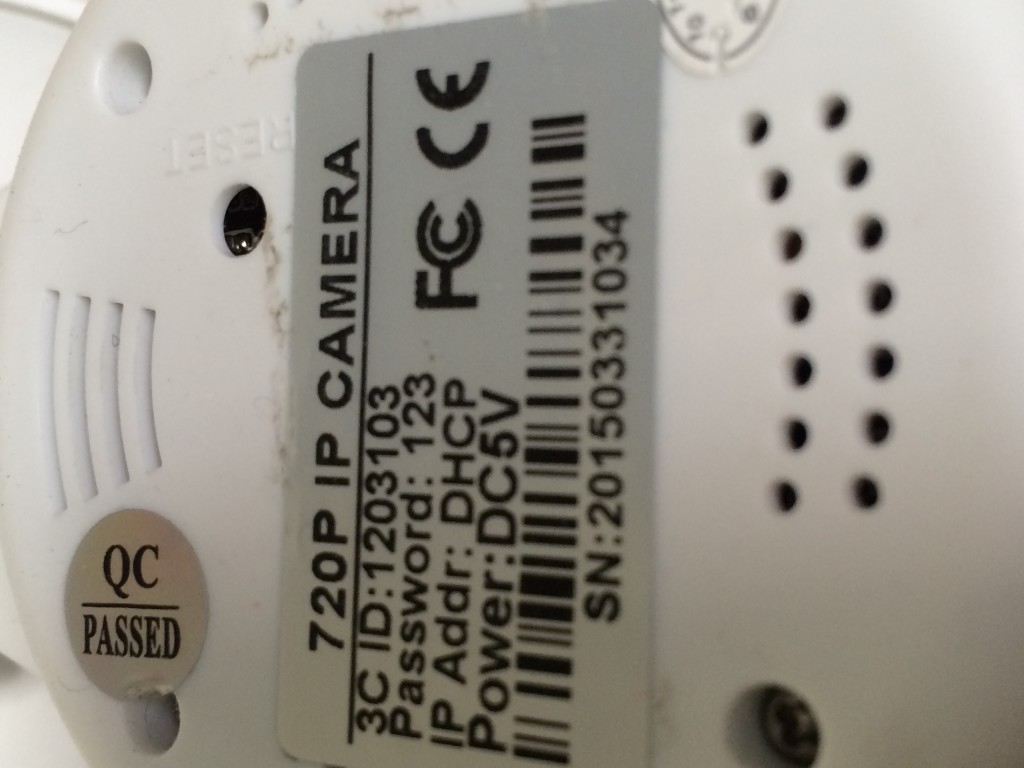 720P IP CAMERA
3C ID:1203103
Password: 123
IP Addr: DHCP
Power:DC5V
FC CE
SN:20150331034
RESET
QC
PASSED